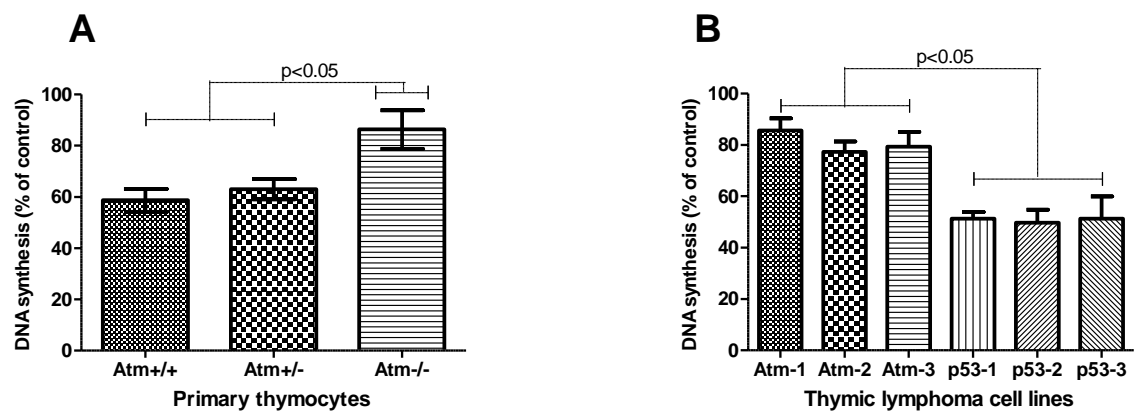 A
p<0.05
DNA synthesis (% of control)
100
80
60
40
20
0
Atm+/+ Atm+/- Atm-/-
Primary thymocytes
B
p<0.05
DNA synthesis (% of control)
100
80
60
40
20
0
Atm-1 Atm-2 Atm-3 p53-1 p53-2 p53-3
Thymic lymphoma cell lines